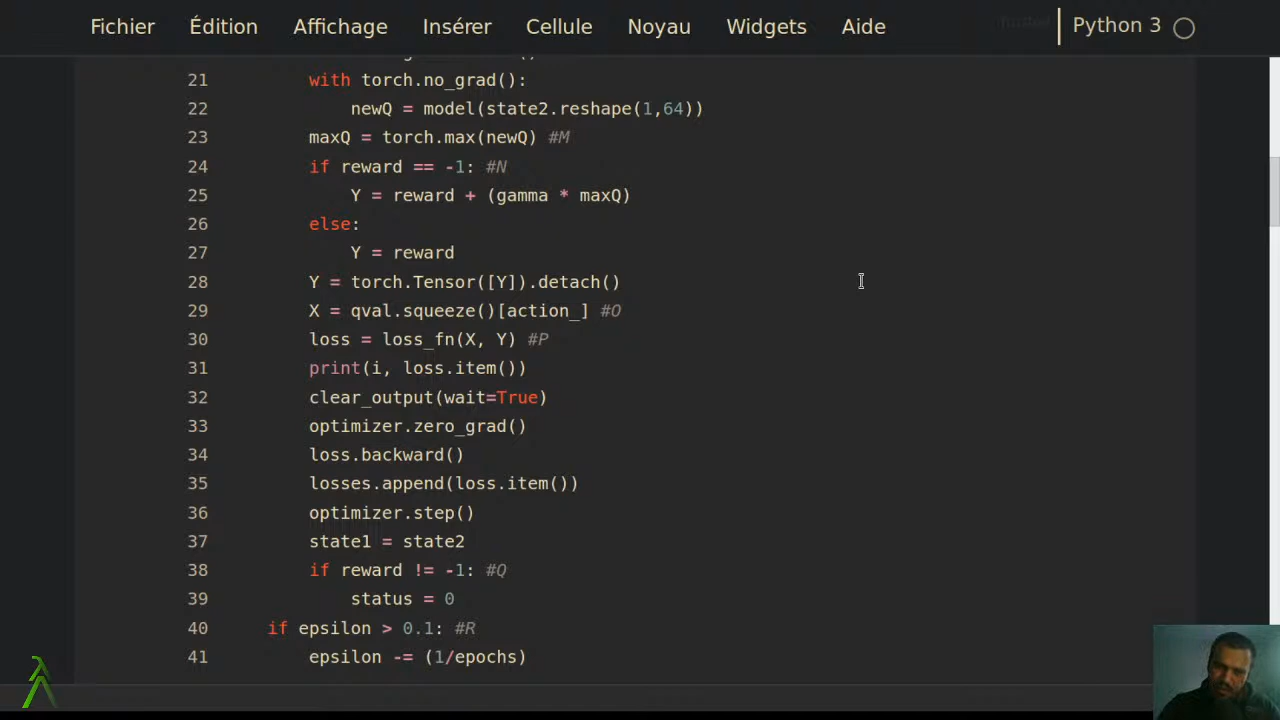 Fichier Édition Affichage Insérer Cellule Noyau Widgets Aide Python 3
21 with torch.no_grad():
22 newQ = model(state2.reshape(1,64))
23 maxQ = torch.max(newQ) #M
24 if reward == -1: #N
25 Y = reward + (gamma * maxQ)
26 else:
27 Y = reward
28 Y = torch.Tensor([Y]).detach()
29 X = qval.squeeze()[action_] #O
30 loss = loss_fn(X, Y) #P
31 print(i, loss.item())
32 clear_output(wait=True)
33 optimizer.zero_grad()
34 loss.backward()
35 losses.append(loss.item())
36 optimizer.step()
37 state1 = state2
38 if reward != -1: #Q
39 status = 0
40 if epsilon > 0.1: #R
41 epsilon -= (1/epochs)